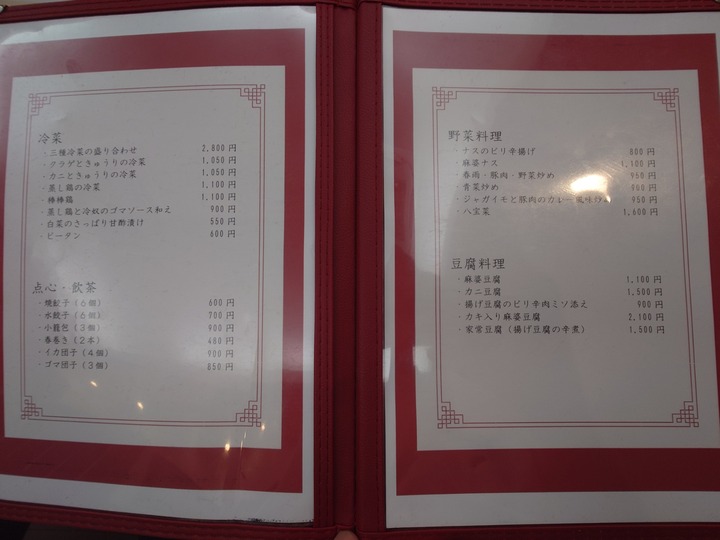 冷菜
・三種冷菜の盛り合わせ 2,800円
・クラゲときゅうりの冷菜 1,050円
・カニときゅうりの冷菜 1,050円
・蒸し鶏の冷菜 1,100円
・棒棒鶏 1,100円
・蒸し鶏と冷奴のゴマソース和え 900円
・白菜のさっぱり甘酢漬け 550円
・ピータン 600円
点心・飲茶
・焼餃子(6個) 600円
・水餃子(6個) 700円
・小籠包(3個) 900円
・春巻き(2本) 480円
・イカ団子(4個) 900円
・ゴマ団子(3個) 850円
野菜料理
・ナスのピリ辛揚げ 800円
・麻婆ナス 1,100円
・春雨・豚肉・野菜炒め 950円
青菜炒め 900円
・ジャガイモと豚肉のカレー風味炒め 950円
・八宝菜 1,600円
豆腐料理
・麻婆豆腐 1,100円
・カニ豆腐 1,500円
・揚げ豆腐のピリ辛肉ミソ添え 900円
・カキ入り麻婆豆腐 2,100円
・家常豆腐(揚げ豆腐の辛煮) 1,500円